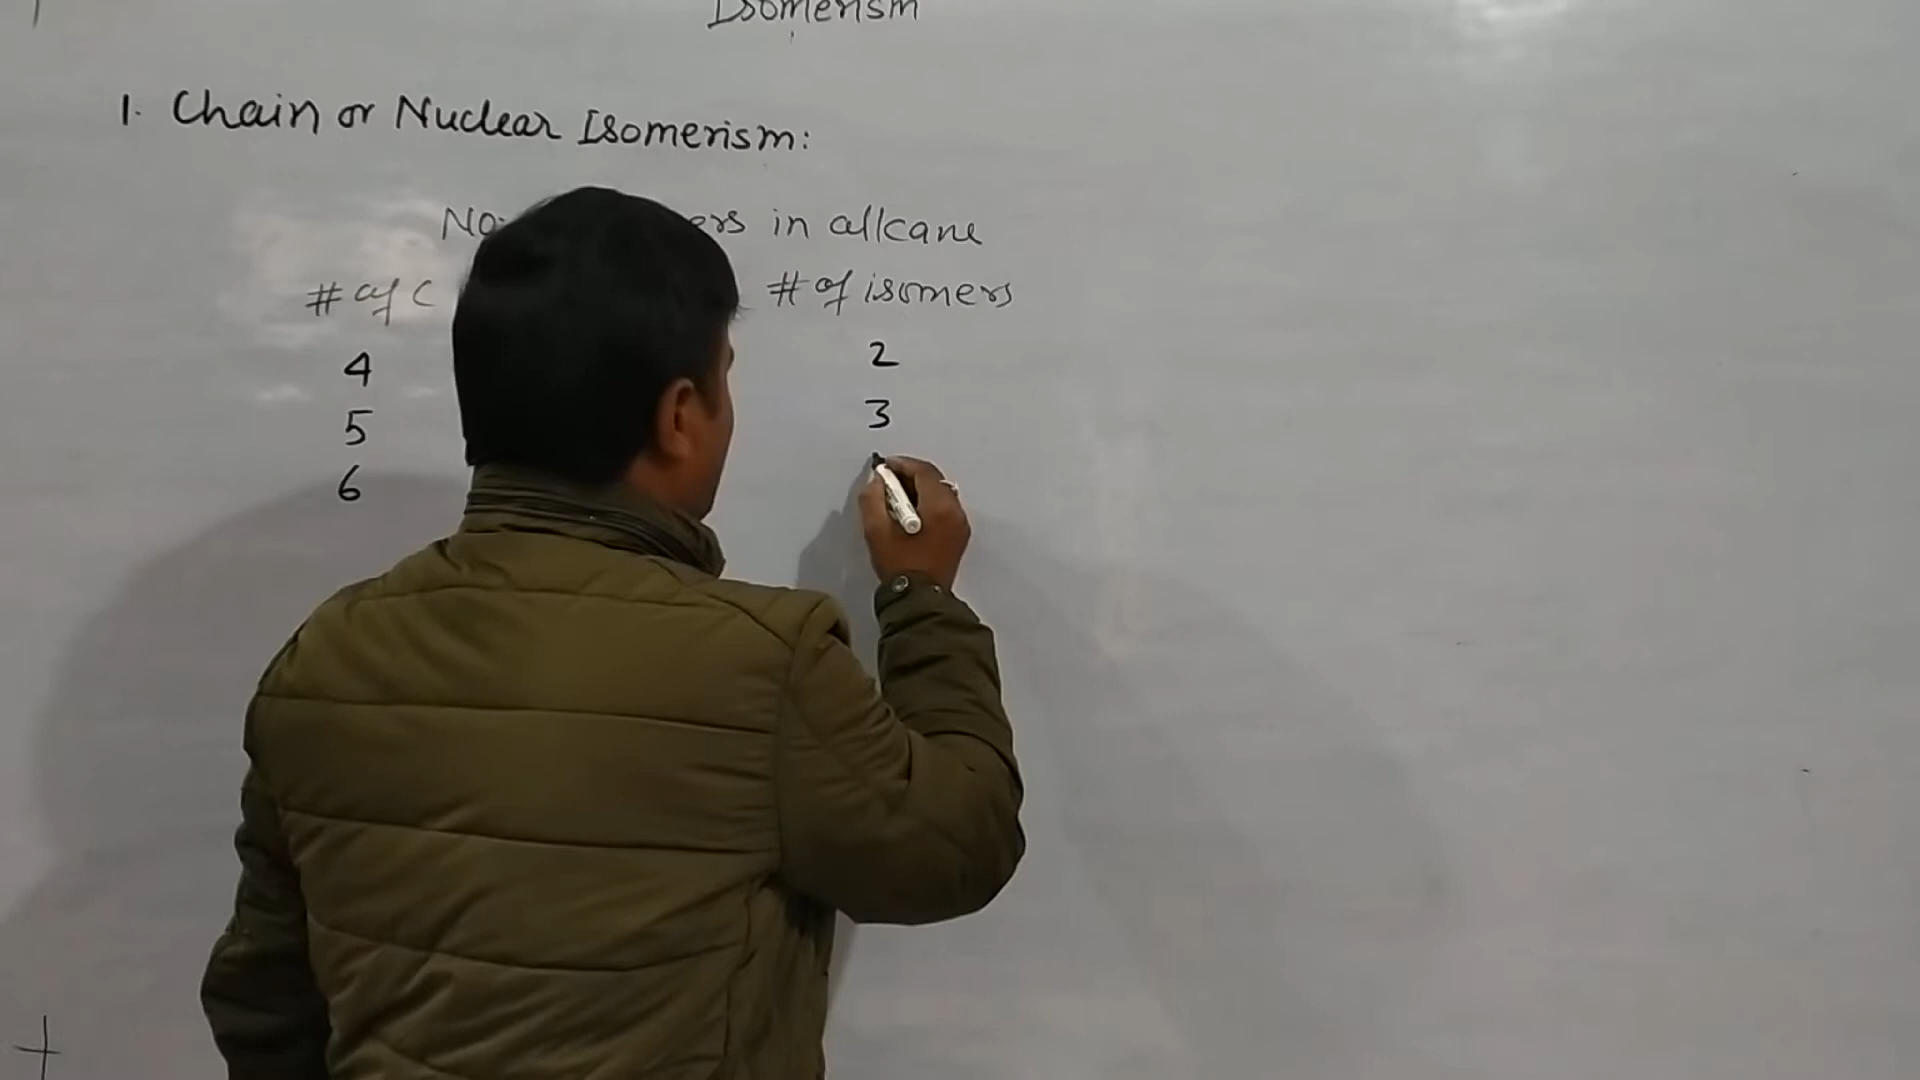 Isomerism
1. Chain or Nuclear Isomerism:
in alkane
# of C # of isomers
4 2
5 3
6